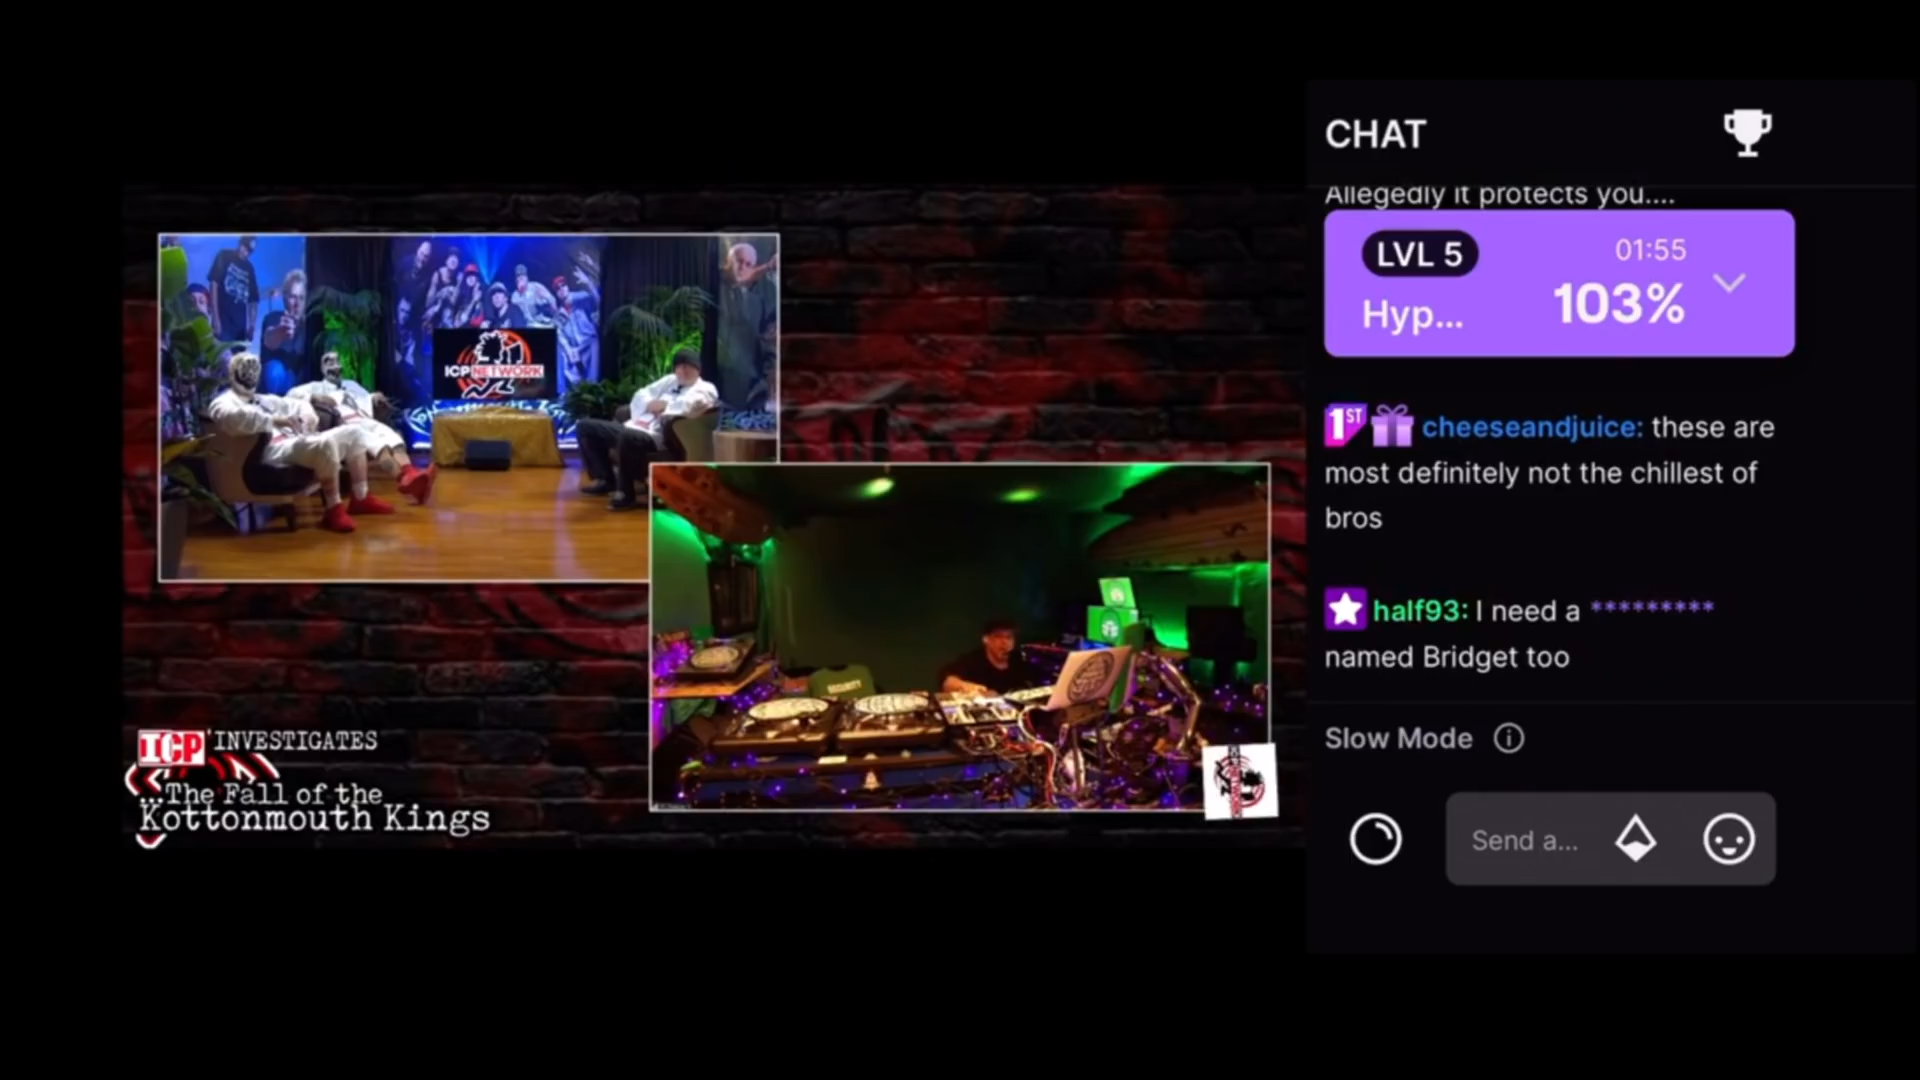 CHAT
Allegedly it protects you....
LVL 5
01:55
Hyp...
103%
1ST cheeseandjuice: these are
most definitely not the chillest of
bros
half93: I need a *********
named Bridget too
Slow Mode
Send a...
ICP NETWORK
SECURITY
ICP INVESTIGATES
The Fall of the
Kottonmouth Kings